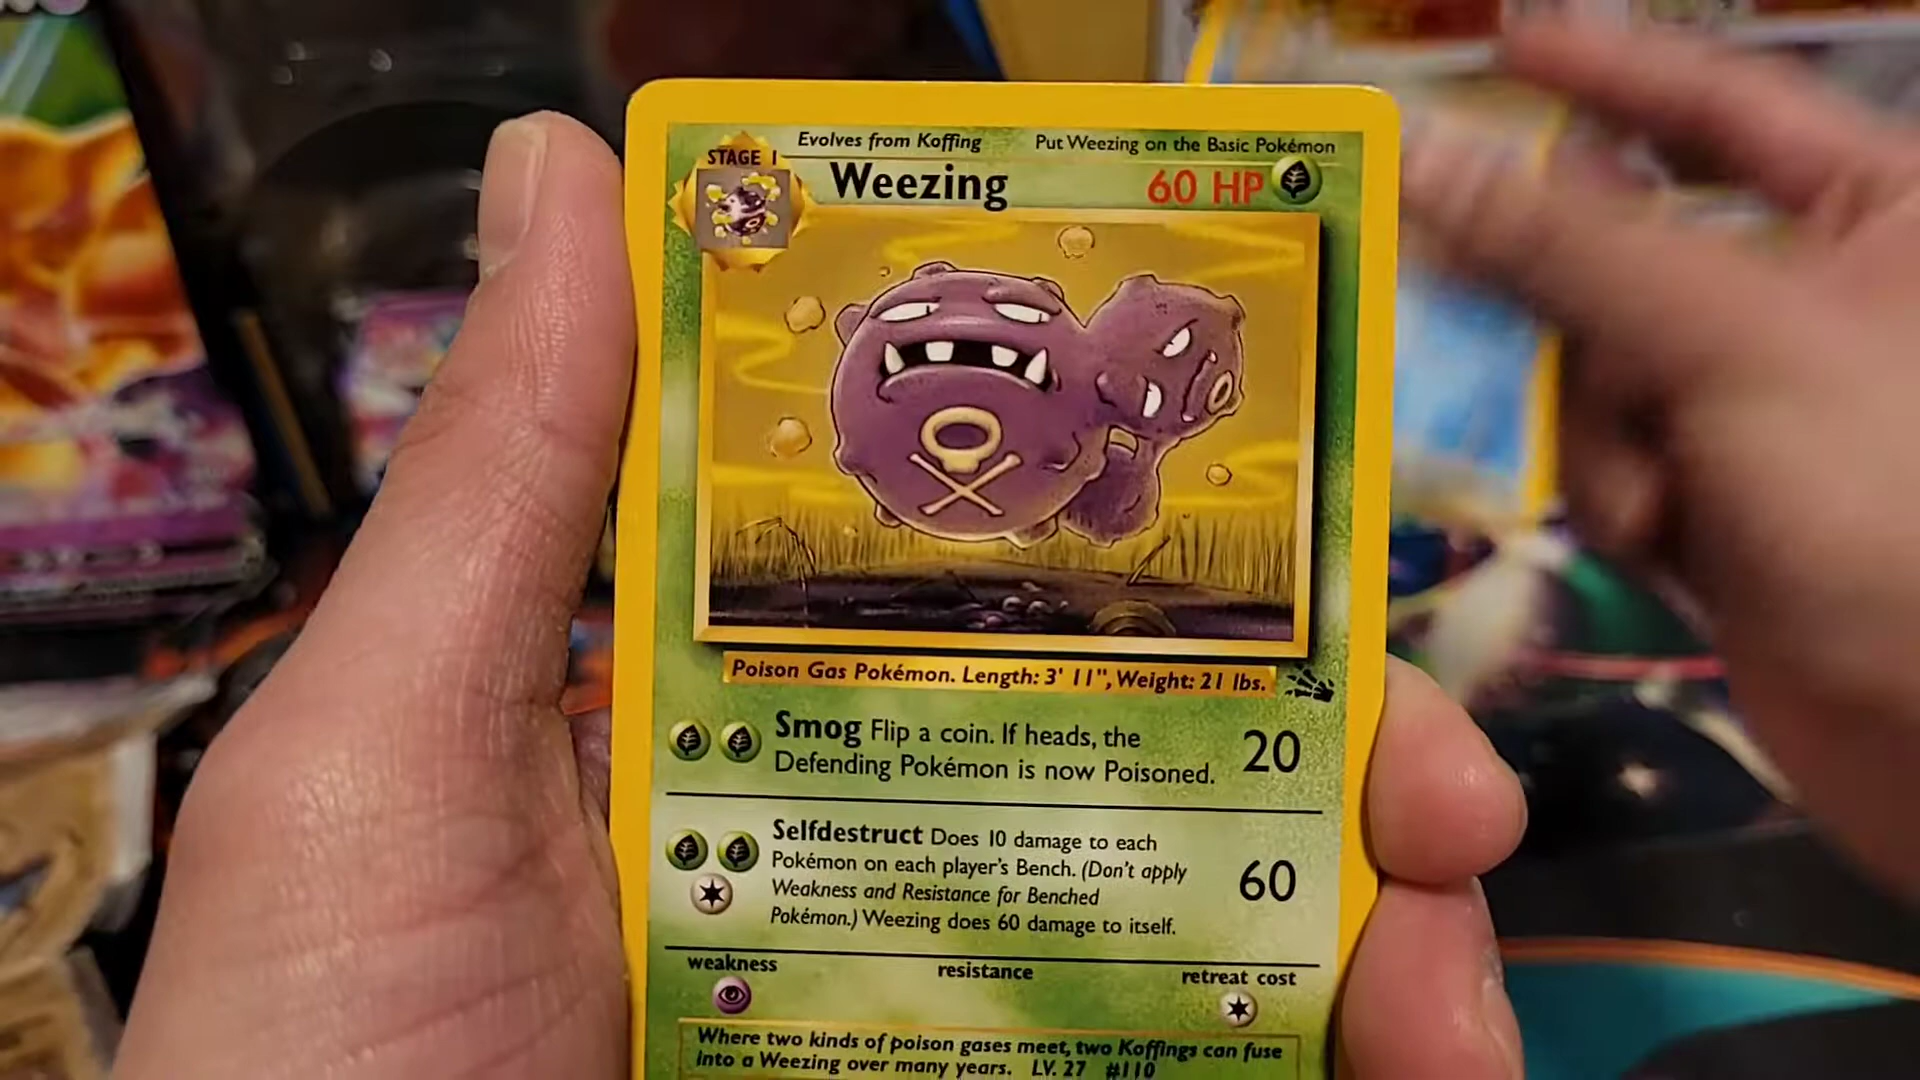 Evolves from Koffing
Put Weezing on the Basic Pokémon
STAGE 1
Weezing
60 HP
Poison Gas Pokémon. Length: 3' 11", Weight: 21 lbs.
Smog Flip a coin. If heads, the
Defending Pokémon is now Poisoned.
20
Selfdestruct Does 10 damage to each
Pokémon on each player's Bench. (Don't apply
Weakness and Resistance for Benched
Pokémon.) Weezing does 60 damage to itself.
60
weakness
resistance
retreat cost
Where two kinds of poison gases meet, two Koffings can fuse
into a Weezing over many years. LV. 27 #110